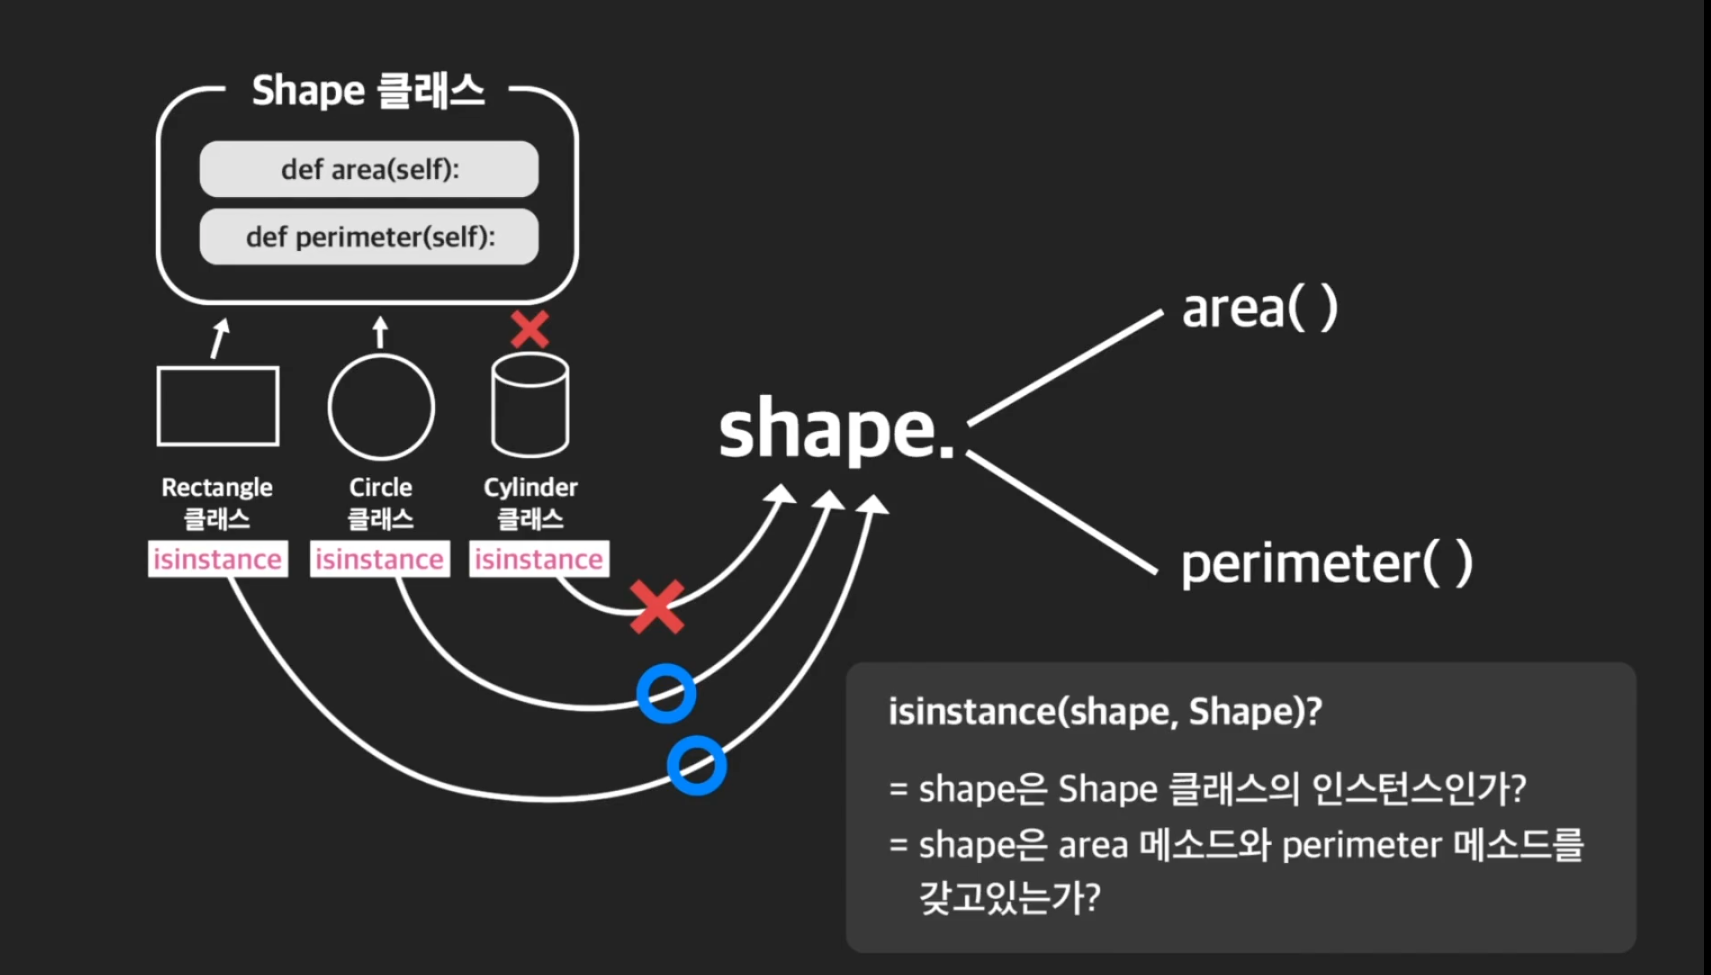 Shape 클래스
def area(self):
def perimeter(self):
Rectangle
클래스
isinstance
Circle
클래스
isinstance
Cylinder
클래스
isinstance
shape.
area( )
perimeter( )
isinstance(shape, Shape)?
= shape은 Shape 클래스의 인스턴스인가?
= shape은 area 메소드와 perimeter 메소드를
갖고있는가?